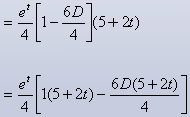 = e^t/4 [1 − 6D/4] (5 + 2t)
= e^t/4 [1(5 + 2t) − 6D(5 + 2t)/4]